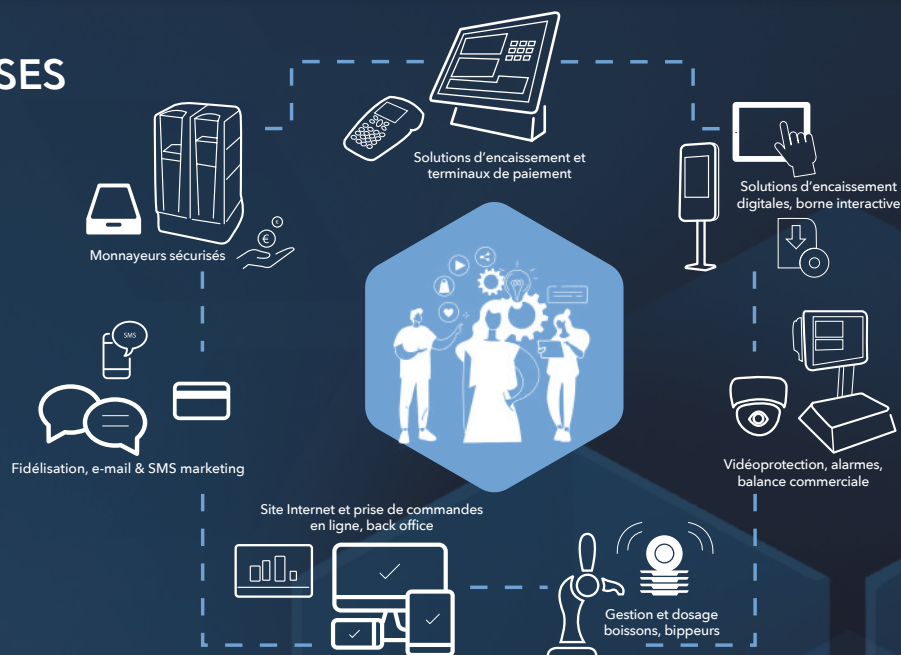 SES
Solutions d'encaissement et
terminaux de paiement
Solutions d'encaissement
digitales, borne interactive
Monnayeurs sécurisés
€
€
SMS
Fidélisation, e-mail & SMS marketing
Vidéoprotection, alarmes,
balance commerciale
Site Internet et prise de commandes
en ligne, back office
Gestion et dosage
boissons, bippeurs